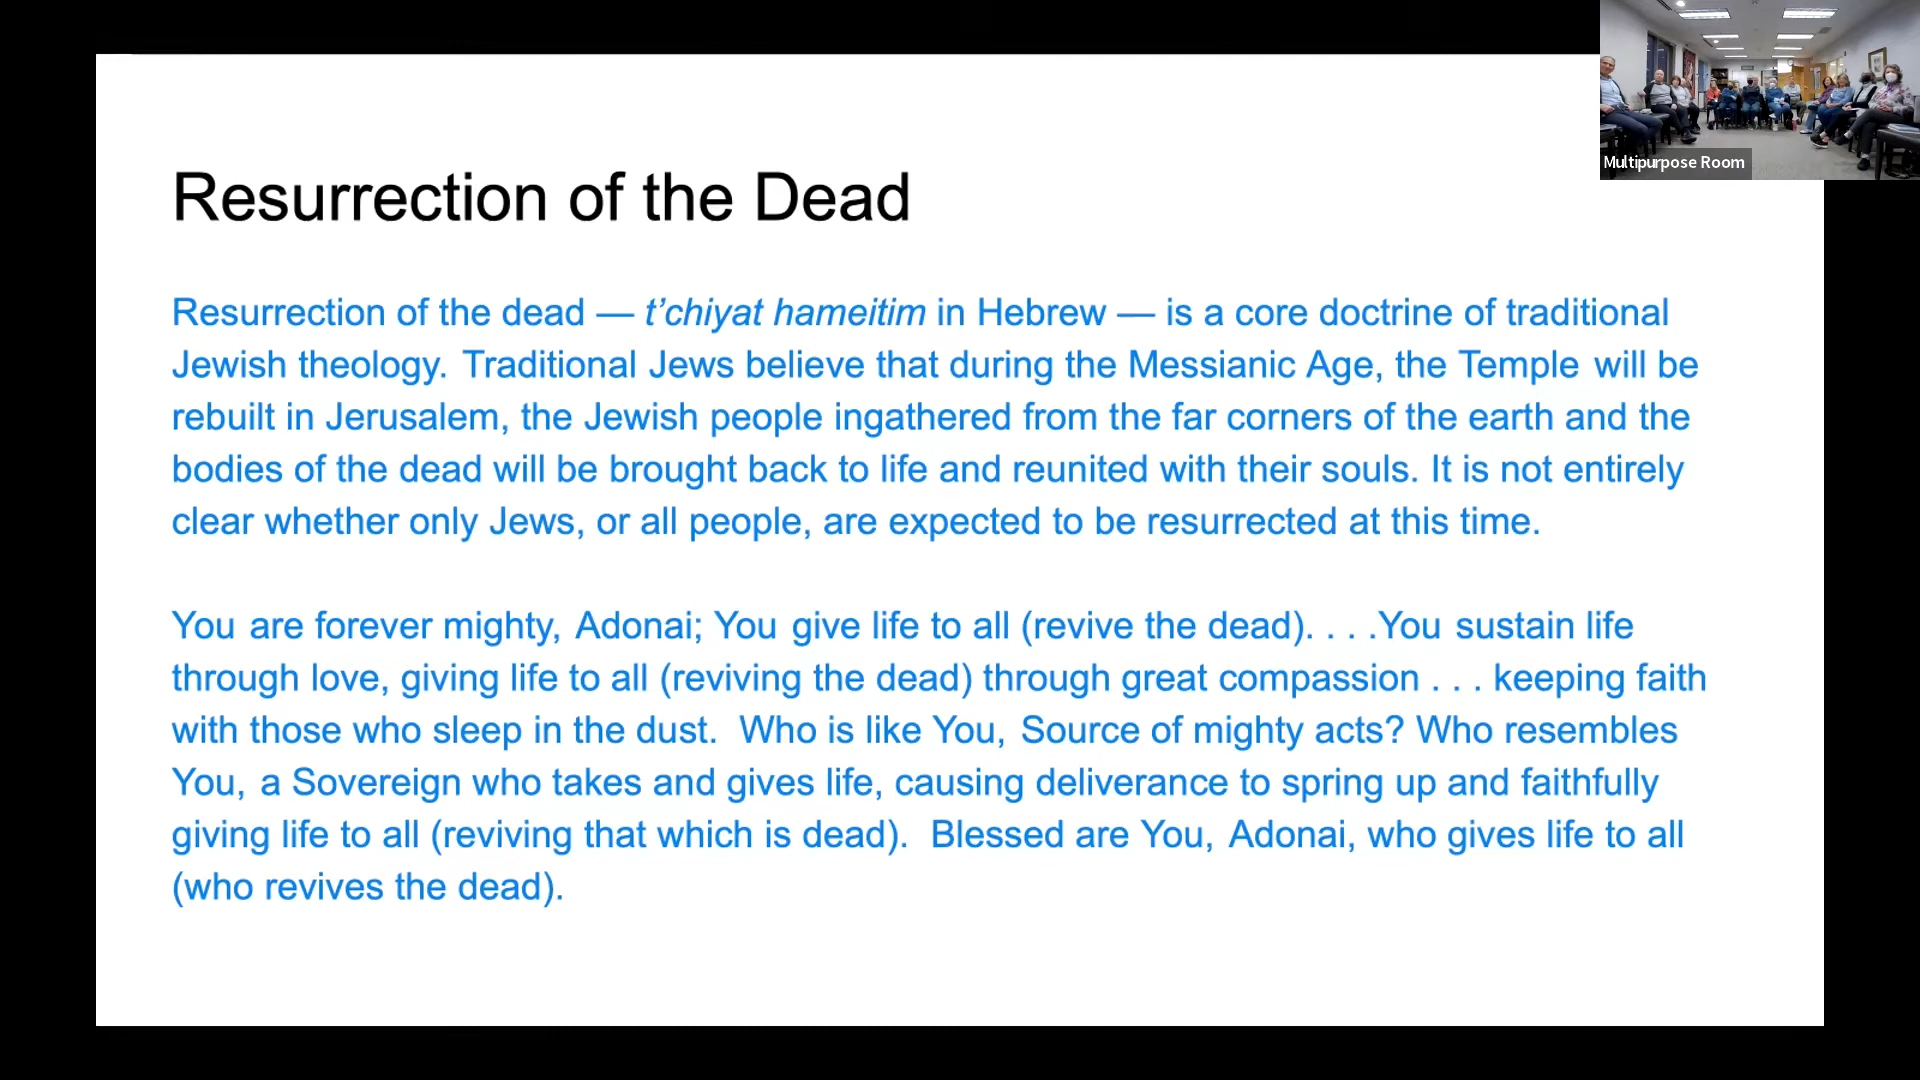 Multipurpose Room
Resurrection of the Dead
Resurrection of the dead — t’chiyat hameitim in Hebrew — is a core doctrine of traditional
Jewish theology. Traditional Jews believe that during the Messianic Age, the Temple will be
rebuilt in Jerusalem, the Jewish people ingathered from the far corners of the earth and the
bodies of the dead will be brought back to life and reunited with their souls. It is not entirely
clear whether only Jews, or all people, are expected to be resurrected at this time.
You are forever mighty, Adonai; You give life to all (revive the dead). . . .You sustain life
through love, giving life to all (reviving the dead) through great compassion . . . keeping faith
with those who sleep in the dust. Who is like You, Source of mighty acts? Who resembles
You, a Sovereign who takes and gives life, causing deliverance to spring up and faithfully
giving life to all (reviving that which is dead). Blessed are You, Adonai, who gives life to all
(who revives the dead).